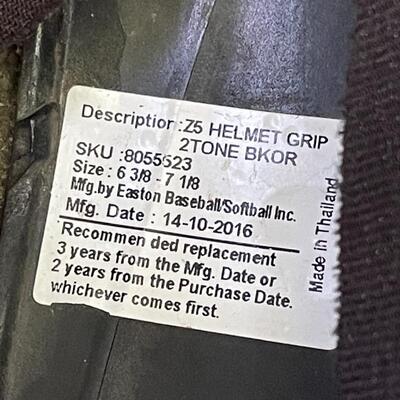 Description:Z5 HELMET GRIP
2TONE BKOR
SKU :8055623
Size : 6 3/8 - 7 1/8
Mfg.by Easton Baseball/Softball Inc.
Mfg. Date : 14-10-2016
*Recommen ded replacement
3 years from the Mfg. Date or
2 years from the Purchase Date.
whichever comes first.
Made in Thailand